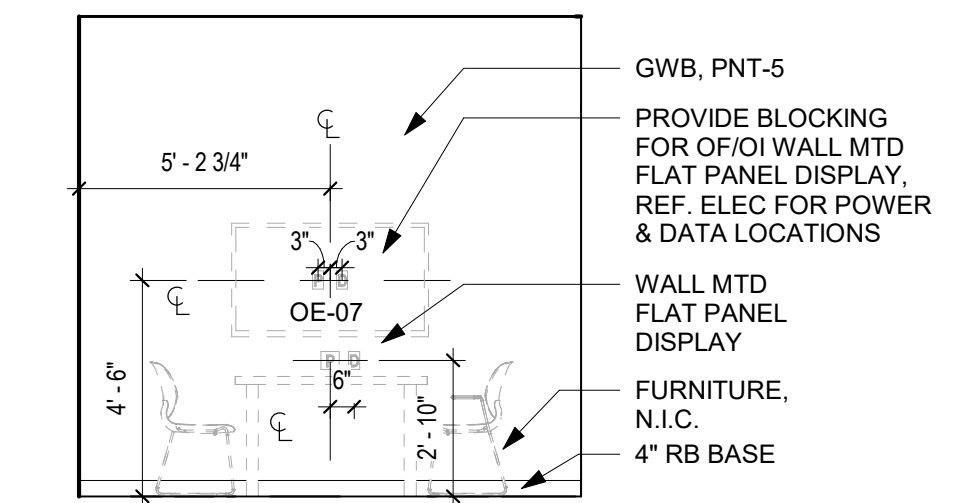 GWB, PNT-5
PROVIDE BLOCKING
FOR OF/OI WALL MTD
FLAT PANEL DISPLAY,
REF. ELEC FOR POWER
& DATA LOCATIONS
WALL MTD
FLAT PANEL
DISPLAY
FURNITURE,
N.I.C.
4" RB BASE
℄
5' - 2 3/4"
3" 3"
P D
℄
OE-07
P D
6"
4' - 6"
℄
2' - 10"